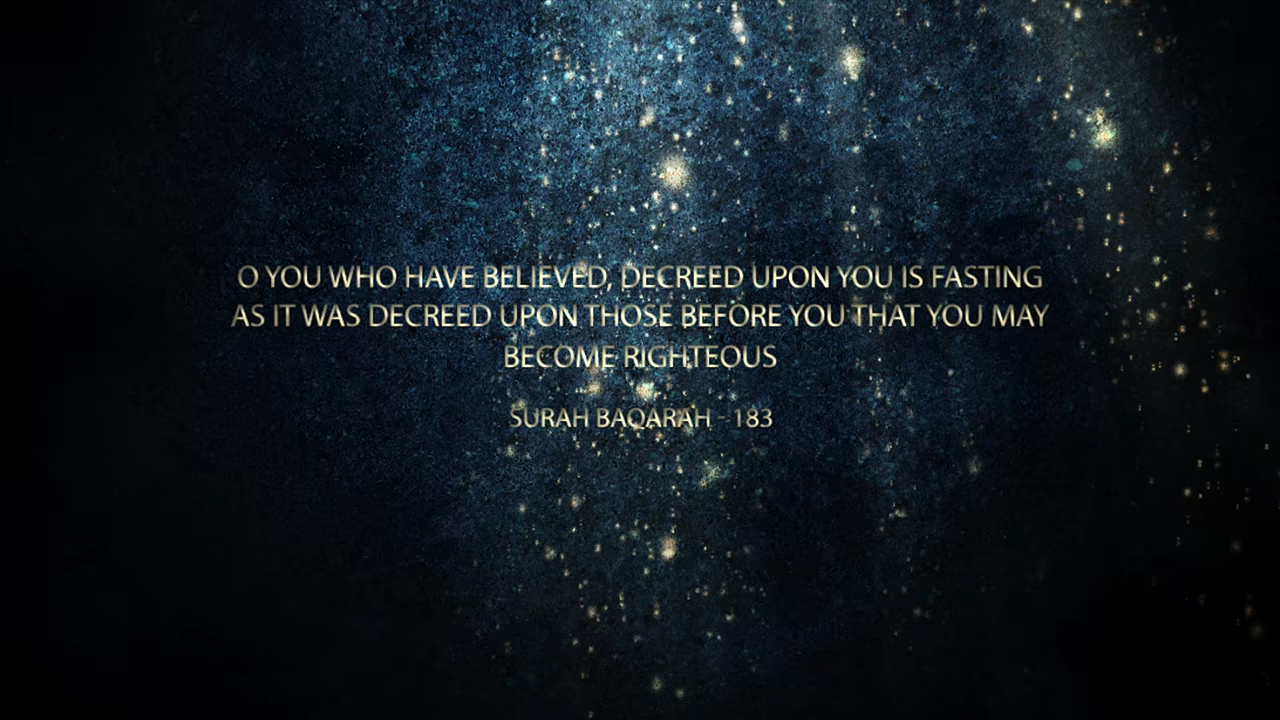 O YOU WHO HAVE BELIEVED, DECREED UPON YOU IS FASTING
AS IT WAS DECREED UPON THOSE BEFORE YOU THAT YOU MAY
BECOME RIGHTEOUS
SURAH BAQARAH - 183